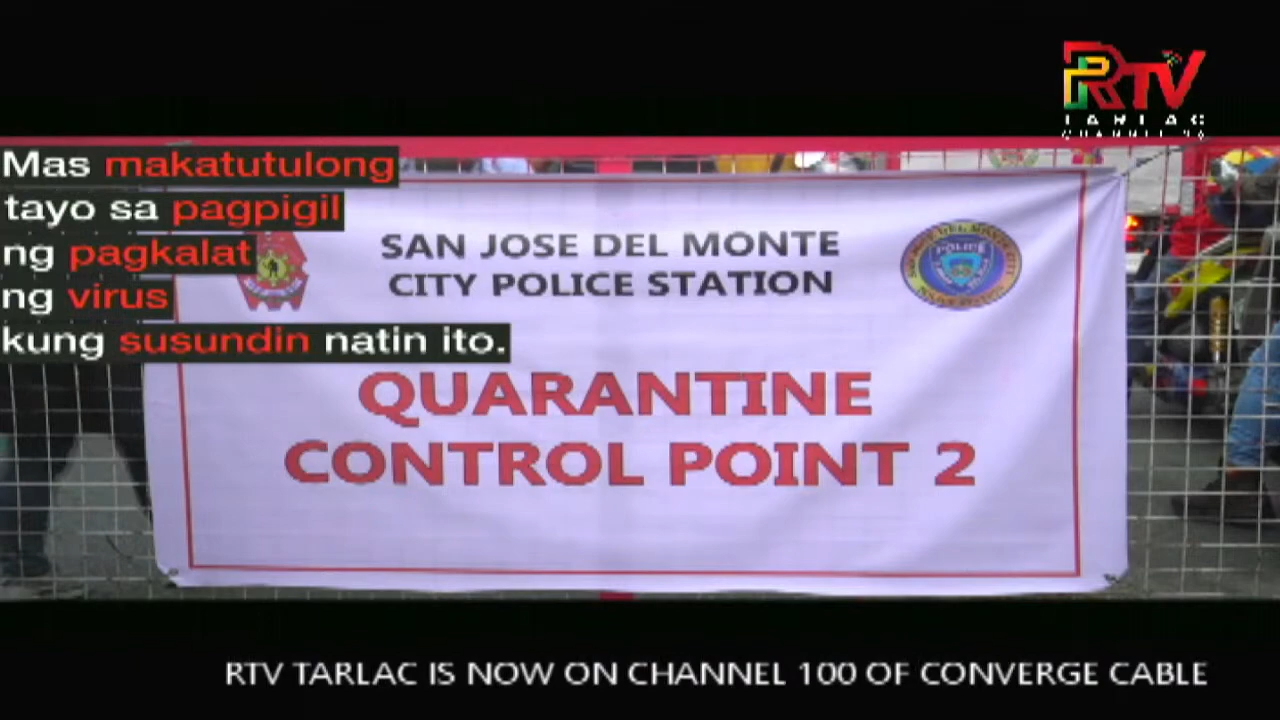 RTV
TARLAC
Mas makatutulong
tayo sa pagpigil
ng pagkalat
ng virus
kung susundin natin ito.
SAN JOSE DEL MONTE
CITY POLICE STATION
POLICE
QUARANTINE
CONTROL POINT 2
RTV TARLAC IS NOW ON CHANNEL 100 OF CONVERGE CABLE